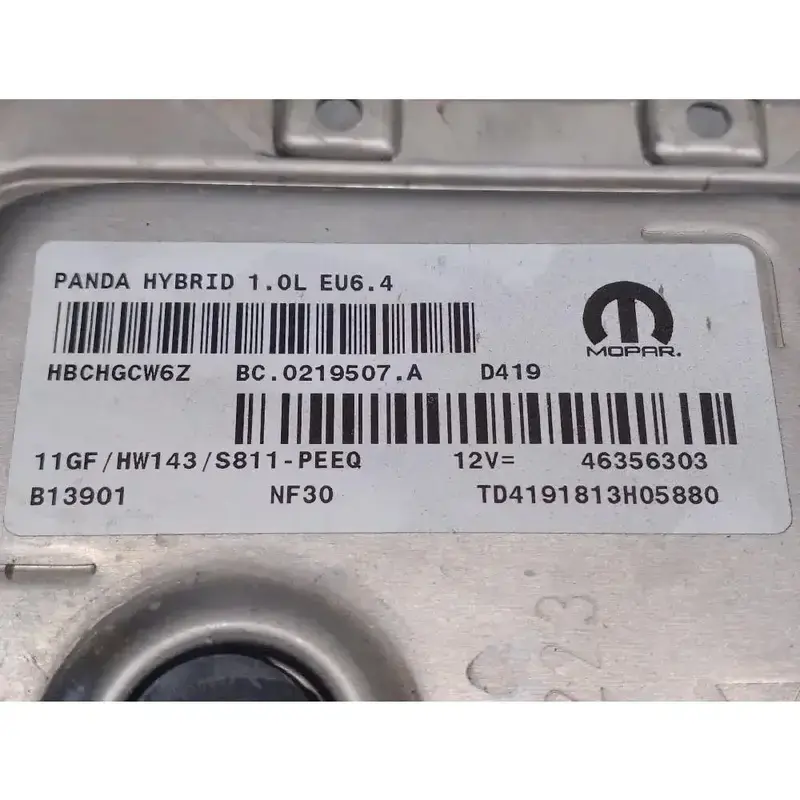 PANDA HYBRID 1.0L EU6.4
MOPAR.
HBCHGCW6Z BC.0219507.A D419
11GF/HW143/S811-PEEQ 12V= 46356303
B13901 NF30 TD4191813H05880
223